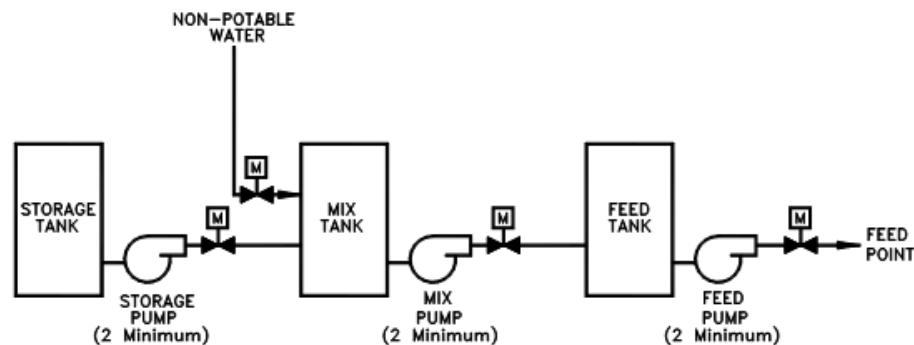 NON-POTABLE
WATER
M
STORAGE
TANK
M
MIX
TANK
M
FEED
TANK
M
FEED
POINT
STORAGE
PUMP
(2 Minimum)
MIX
PUMP
(2 Minimum)
FEED
PUMP
(2 Minimum)